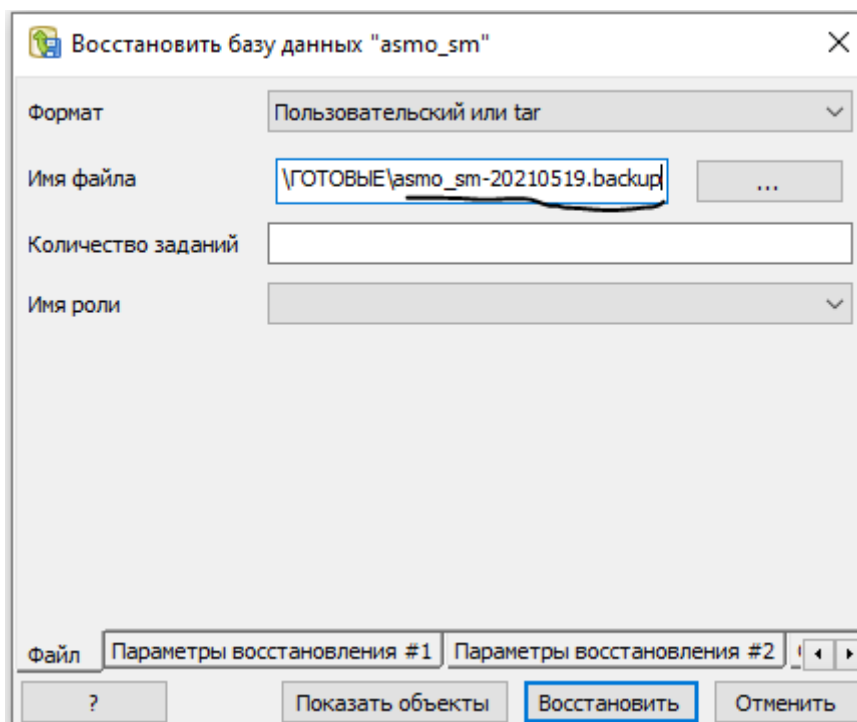 Восстановить базу данных "asmo_sm"
Формат
Пользовательский или tar
Имя файла
\ГОТОВЫЕ\asmo_sm-20210519.backup
...
Количество заданий
Имя роли
Файл
Параметры восстановления #1
Параметры восстановления #2
?
Показать объекты
Восстановить
Отменить